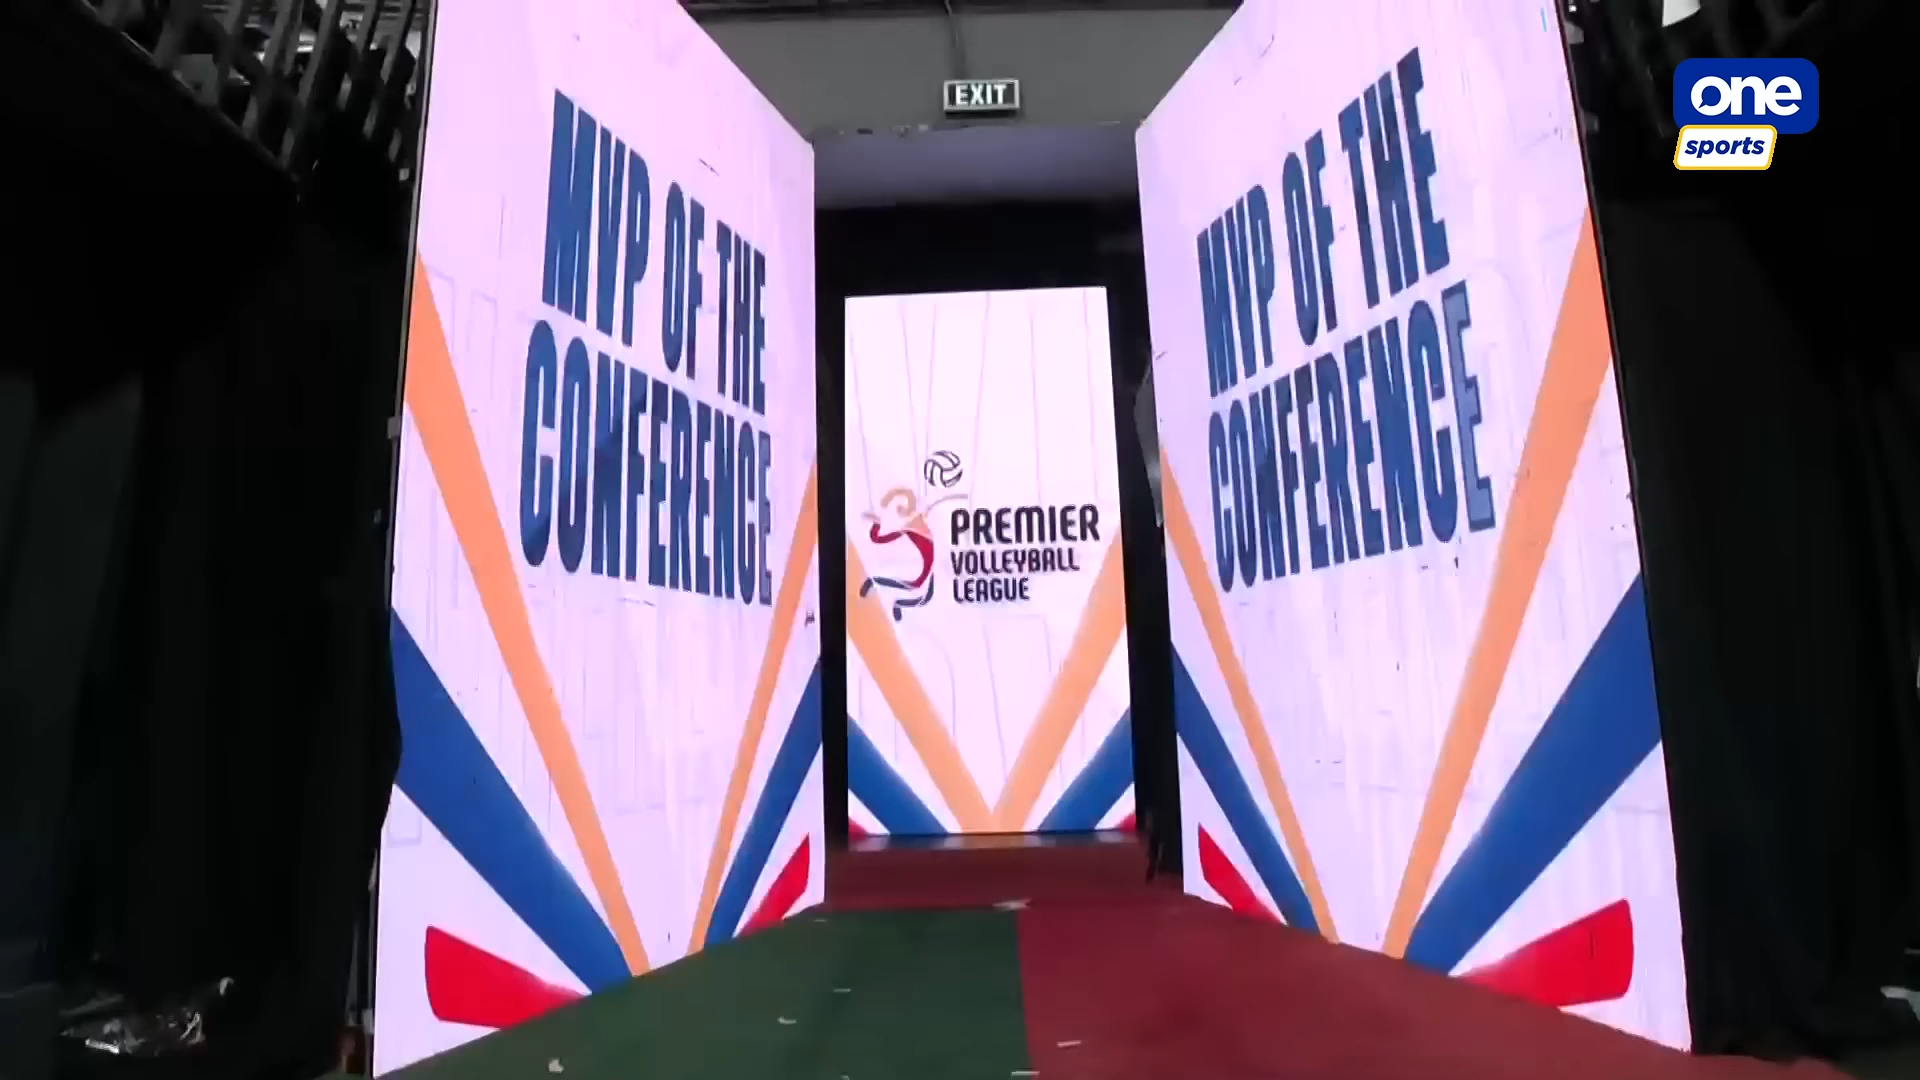 EXIT
one
sports
MVP OF THE
CONFERENCE
MVP OF THE
CONFERENCE
PREMIER
VOLLEYBALL
LEAGUE